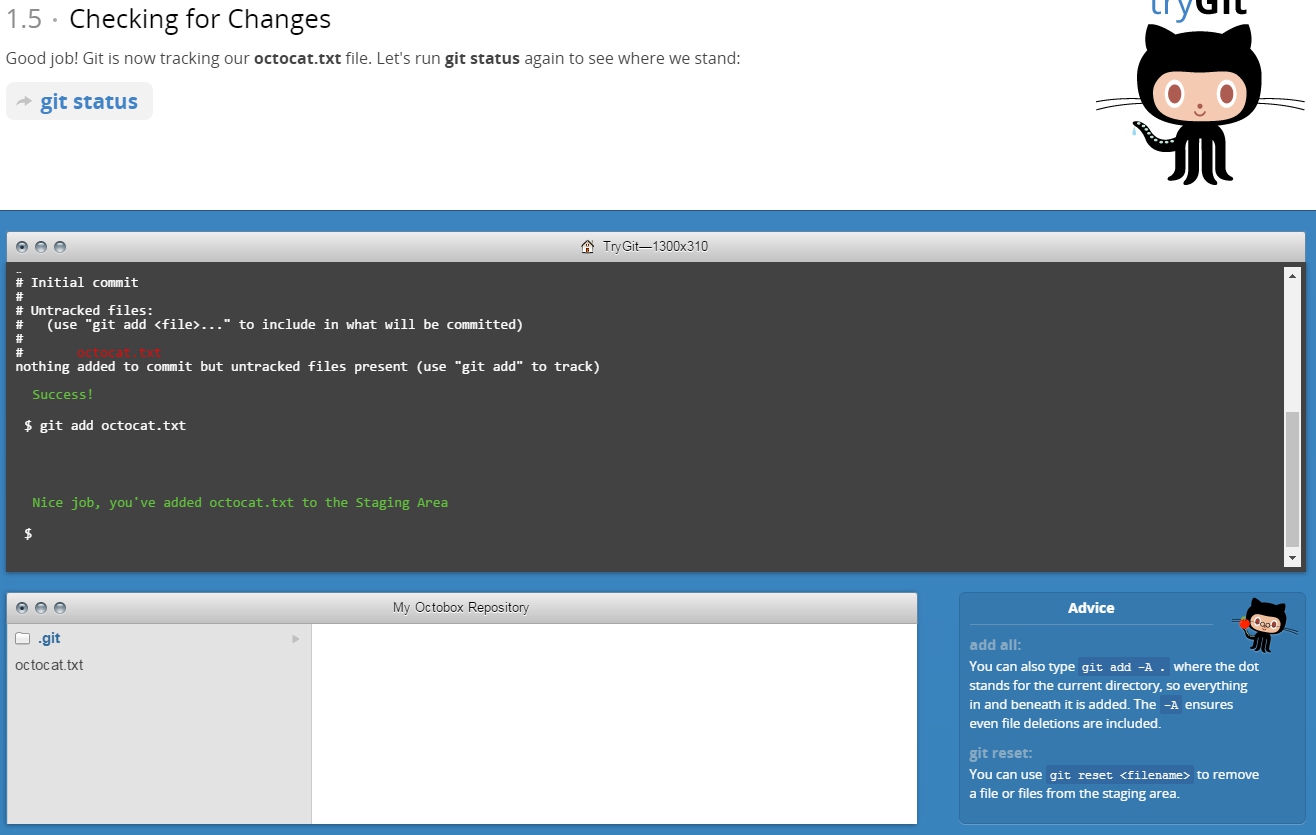 tryGit
1.5 · Checking for Changes
Good job! Git is now tracking our octocat.txt file. Let's run git status again to see where we stand:
git status
TryGit—1300x310
# Initial commit
#
# Untracked files:
#   (use "git add <file>..." to include in what will be committed)
#
#       octocat.txt
nothing added to commit but untracked files present (use "git add" to track)
Success!
$ git add octocat.txt
Nice job, you've added octocat.txt to the Staging Area
$
My Octobox Repository
.git
octocat.txt
Advice
add all:
You can also type git add -A . where the dot
stands for the current directory, so everything
in and beneath it is added. The -A ensures
even file deletions are included.
git reset:
You can use git reset <filename> to remove
a file or files from the staging area.